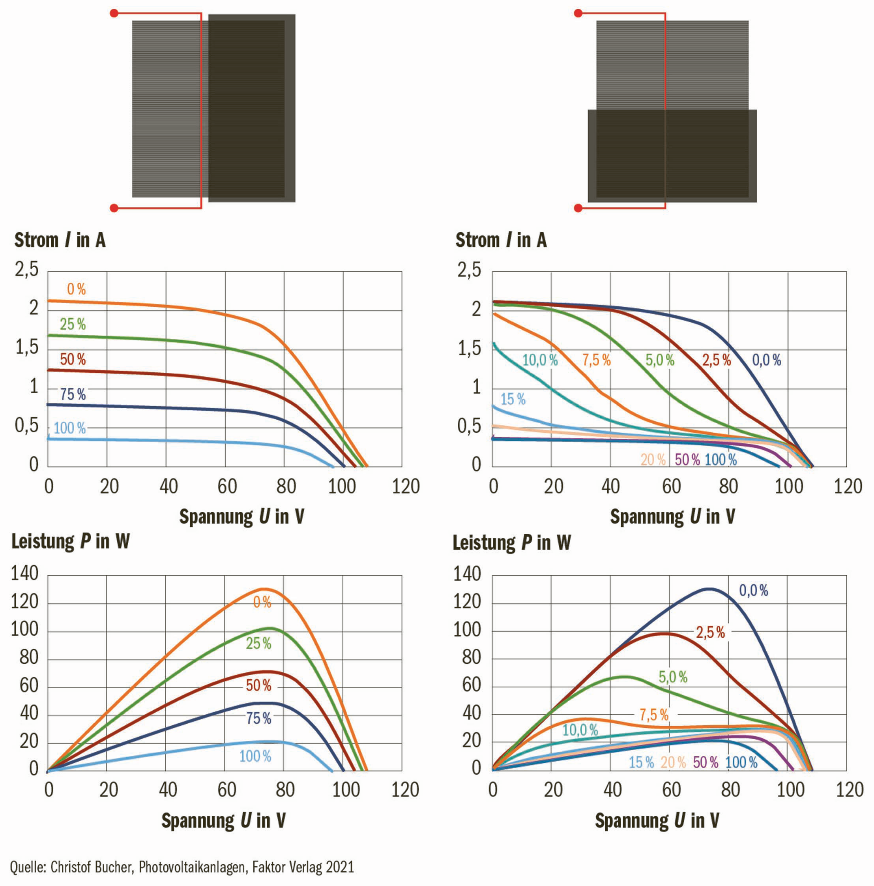 Strom I in A
2,5
2
1,5
1
0,5
0
0 %
25 %
50 %
75 %
100 %
0 20 40 60 80 100 120
Spannung U in V
Strom I in A
2,5
2
1,5
1
0,5
0
10,0 % 7,5 % 5,0 % 2,5 % 0,0 %
15 %
20 % 50 % 100 %
0 20 40 60 80 100 120
Spannung U in V
Leistung P in W
140
120
100
80
60
40
20
0
0 %
25 %
50 %
75 %
100 %
0 20 40 60 80 100 120
Spannung U in V
Leistung P in W
140
120
100
80
60
40
20
0
0,0 %
2,5 %
5,0 %
7,5 %
10,0 %
15 % 20 % 50 % 100 %
0 20 40 60 80 100 120
Spannung U in V
Quelle: Christof Bucher, Photovoltaikanlagen, Faktor Verlag 2021